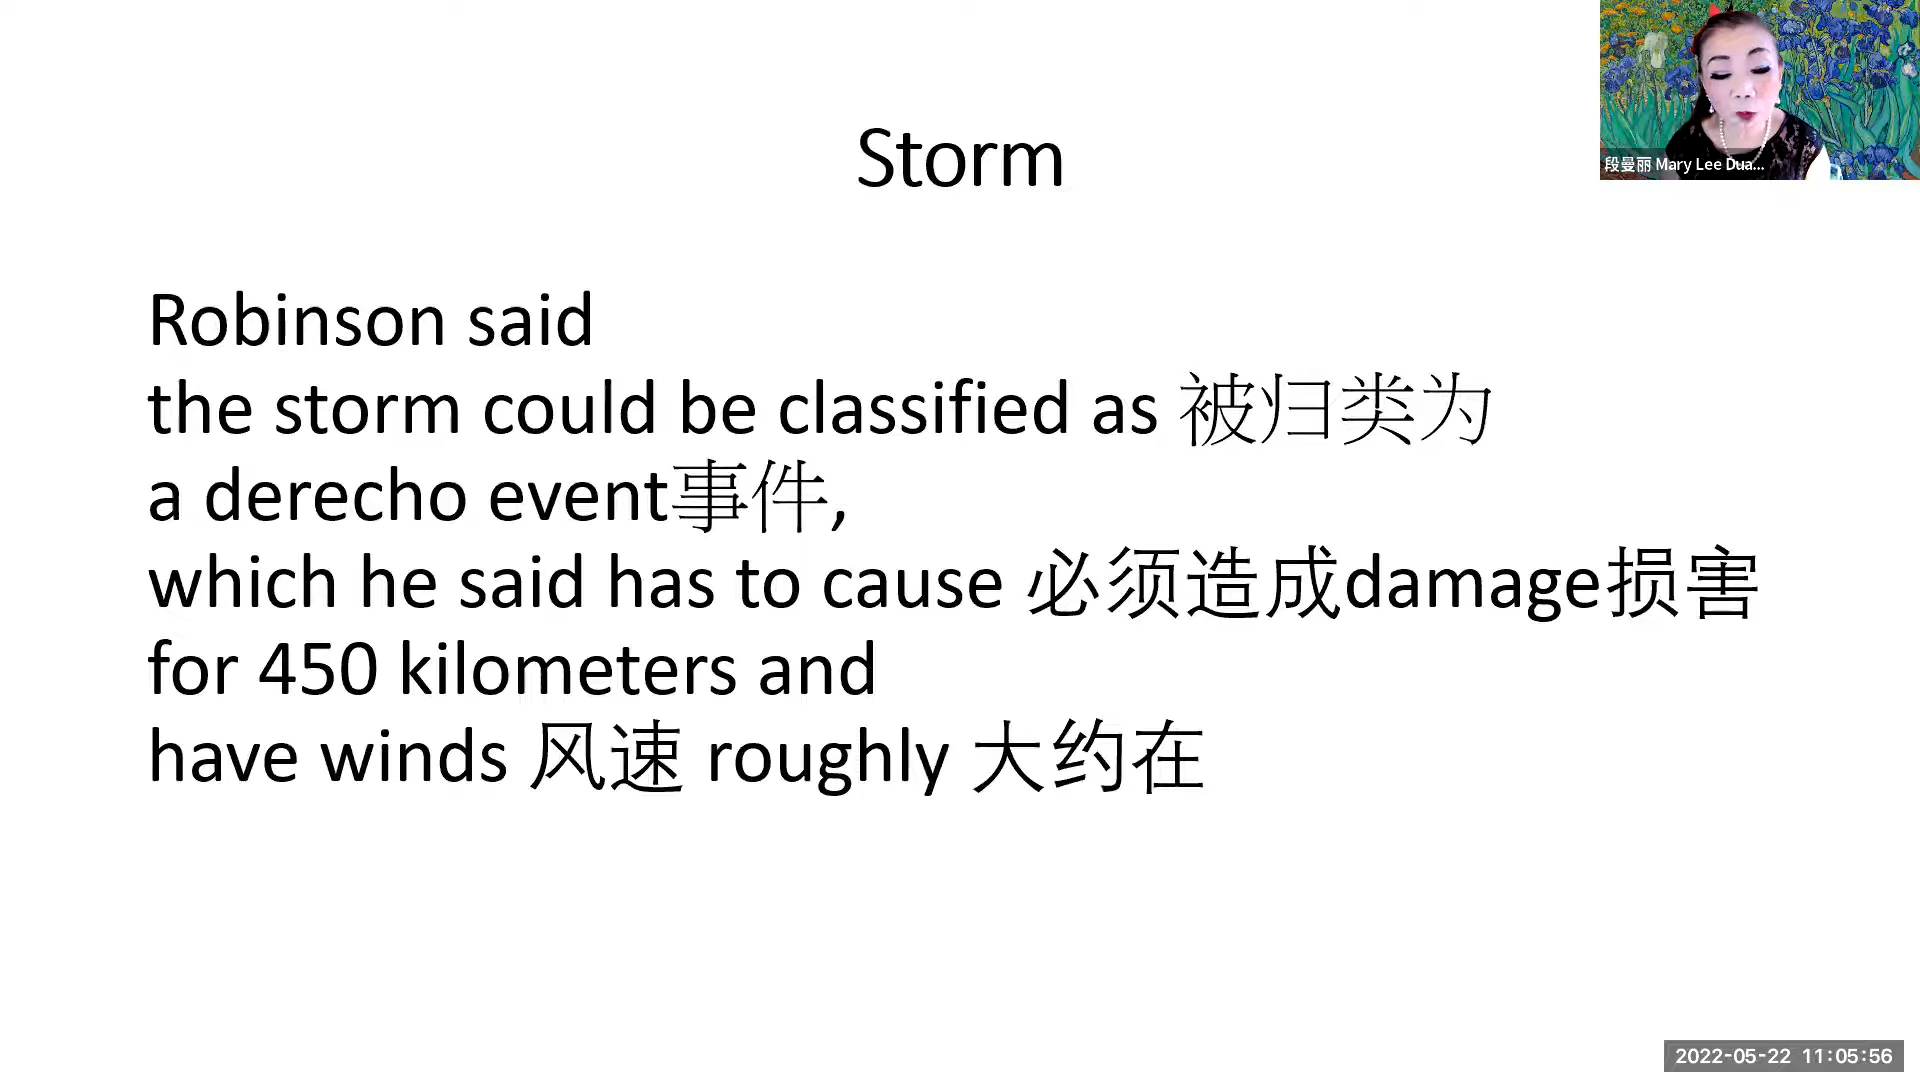 段曼丽 Mary Lee Dua...
Storm
Robinson said
the storm could be classified as 被归类为
a derecho event事件,
which he said has to cause 必须造成damage损害
for 450 kilometers and
have winds 风速 roughly 大约在
2022-05-22 11:05:56